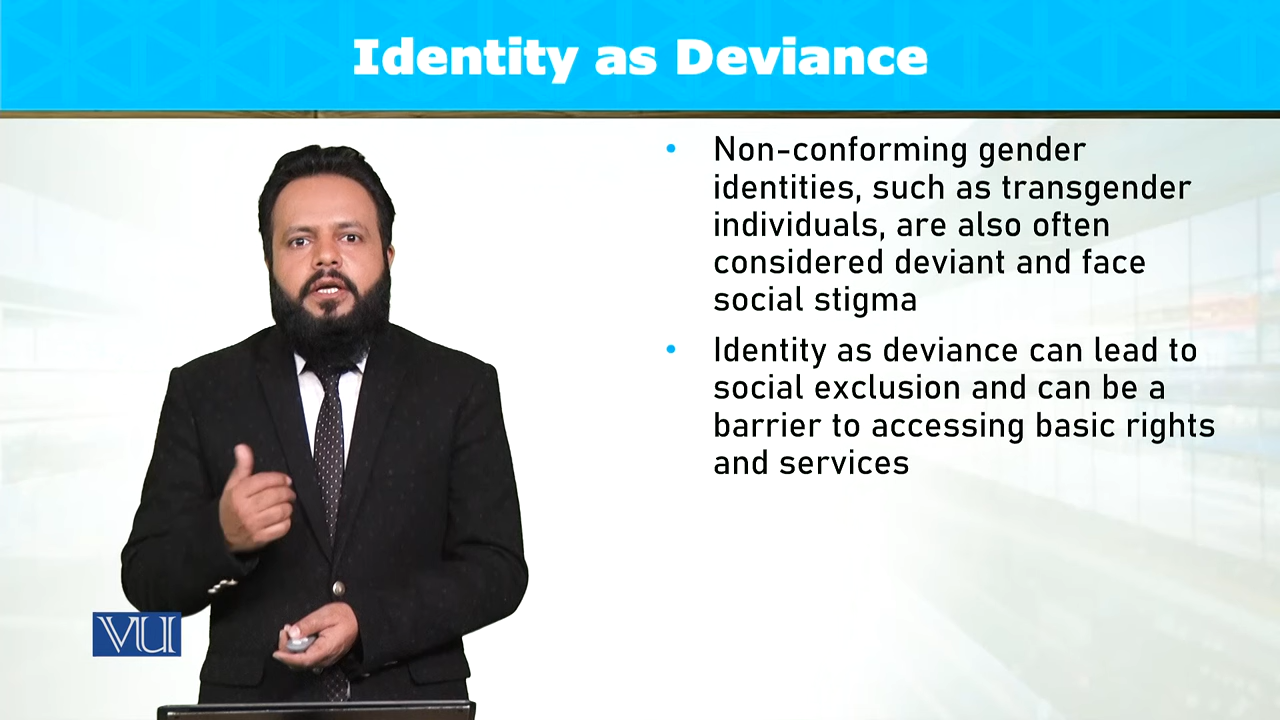 Identity as Deviance
• Non-conforming gender
identities, such as transgender
individuals, are also often
considered deviant and face
social stigma
• Identity as deviance can lead to
social exclusion and can be a
barrier to accessing basic rights
and services
VU